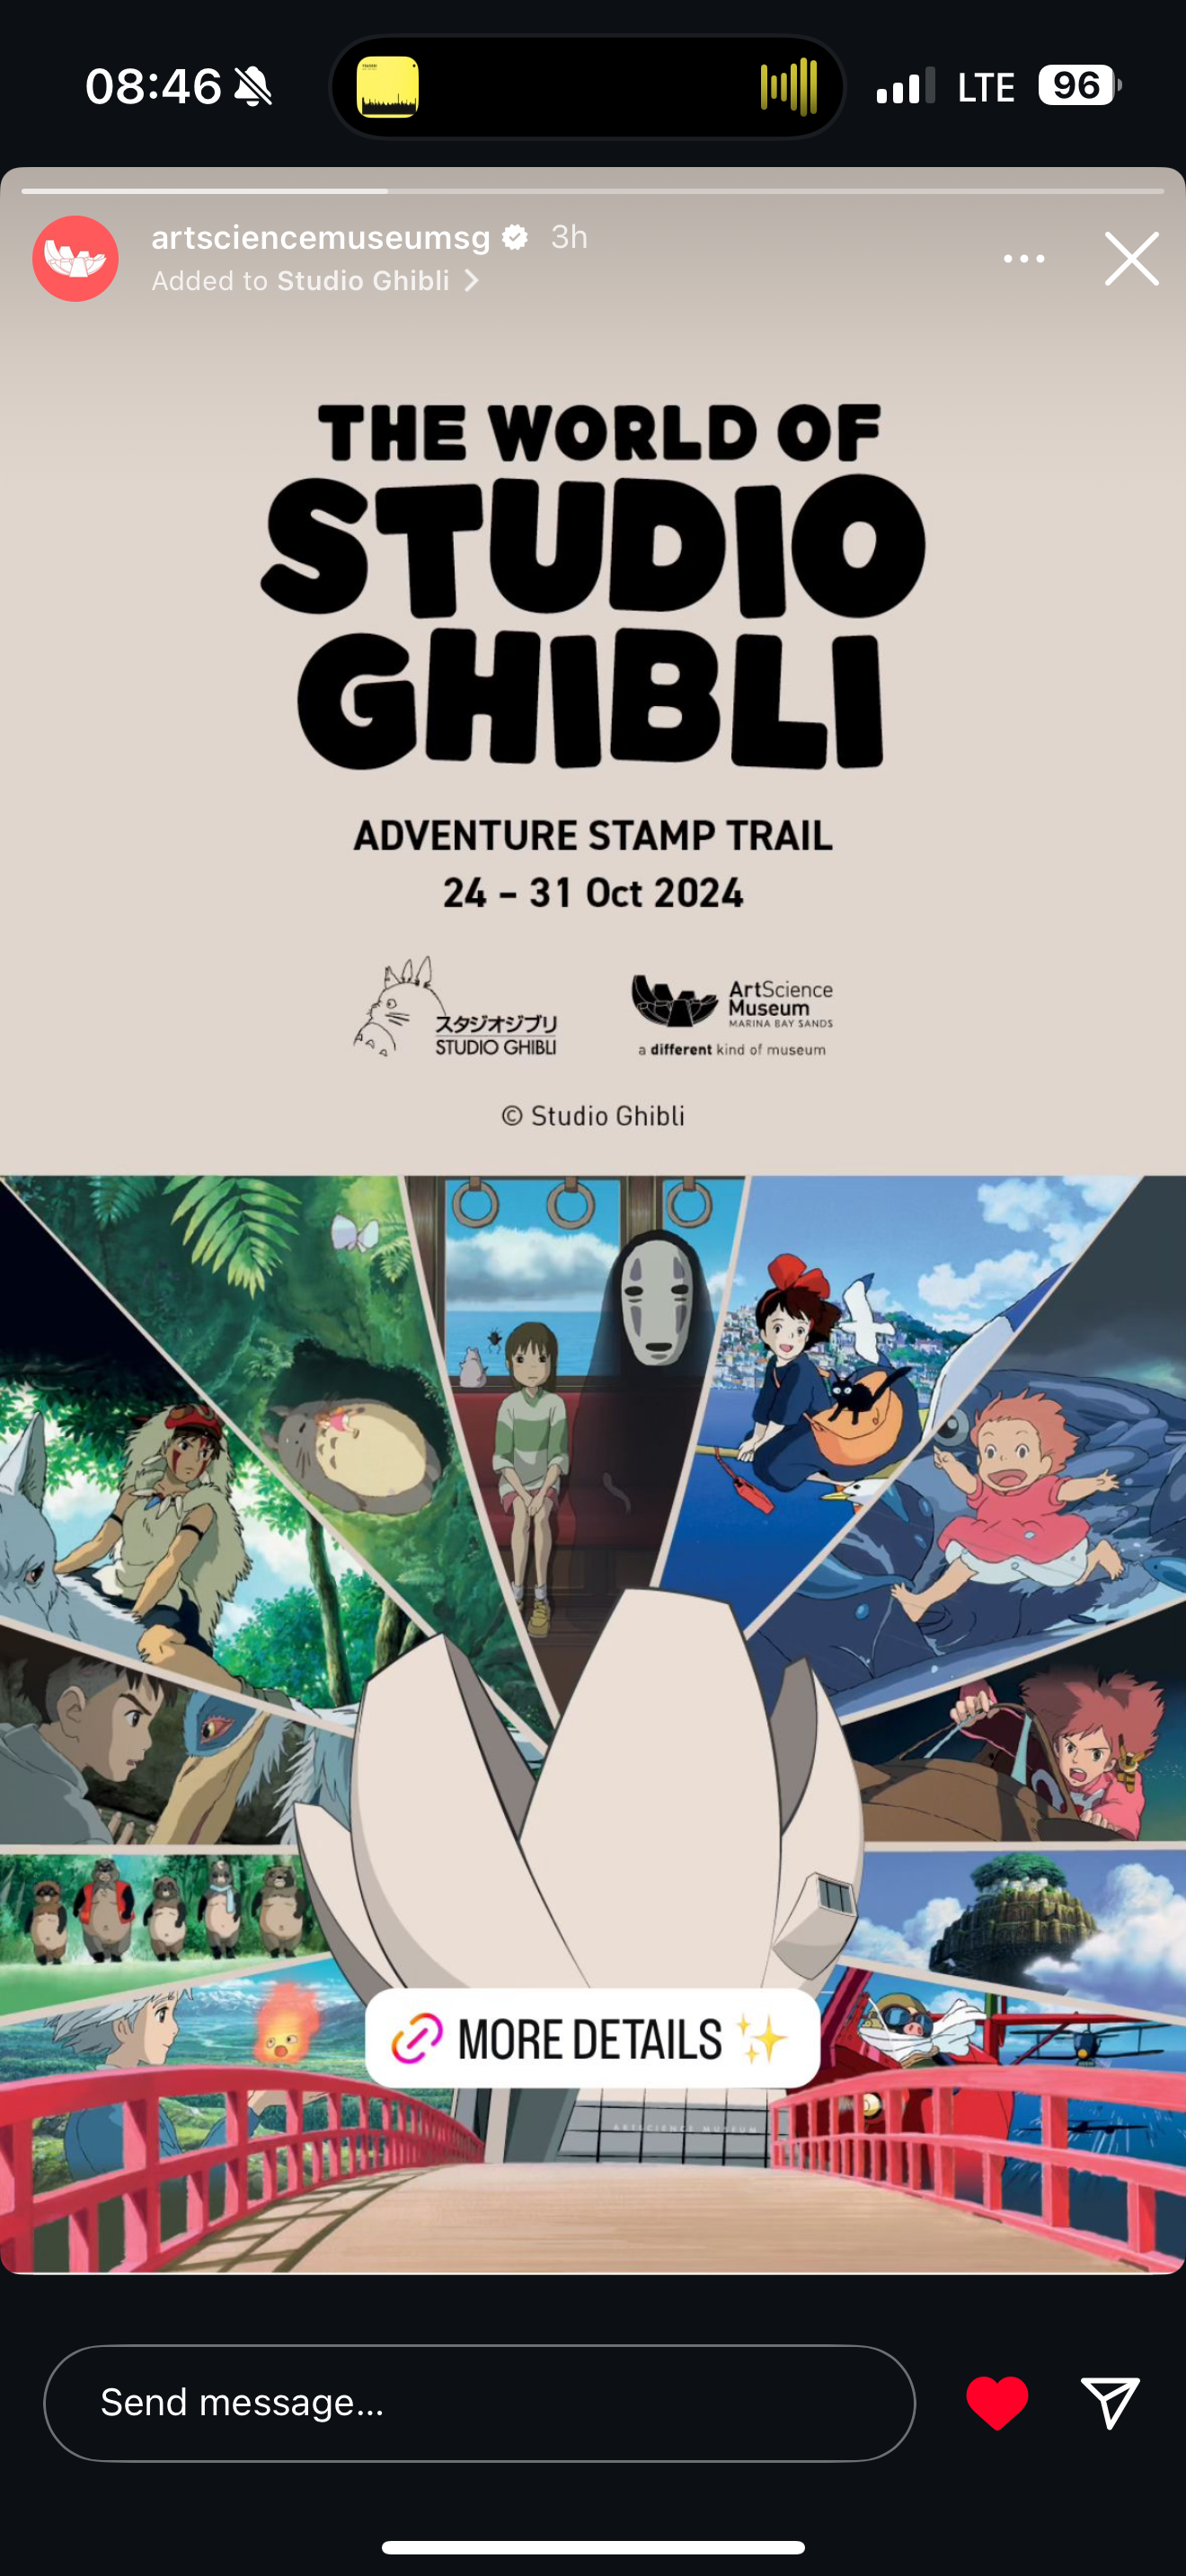 08:46
LTE 96
artsciencemuseumsg 3h
Added to Studio Ghibli
THE WORLD OF
STUDIO
GHIBLI
ADVENTURE STAMP TRAIL
24 – 31 Oct 2024
スタジオジブリ
STUDIO GHIBLI
ArtScience
Museum
MARINA BAY SANDS
a different kind of museum
© Studio Ghibli
MORE DETAILS
ARTSCIENCE MUSEUM
Send message...